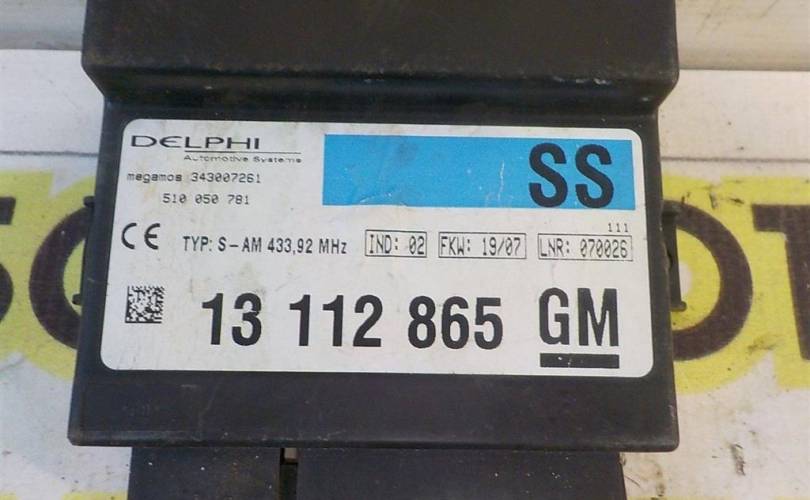 DELPHI
Automotive Systems
SS
megamos 343007261
510 050 781
111
CE TYP: S-AM 433,92 MHz IND: 02 FKW: 19/07 LNR: 070026
13 112 865 GM